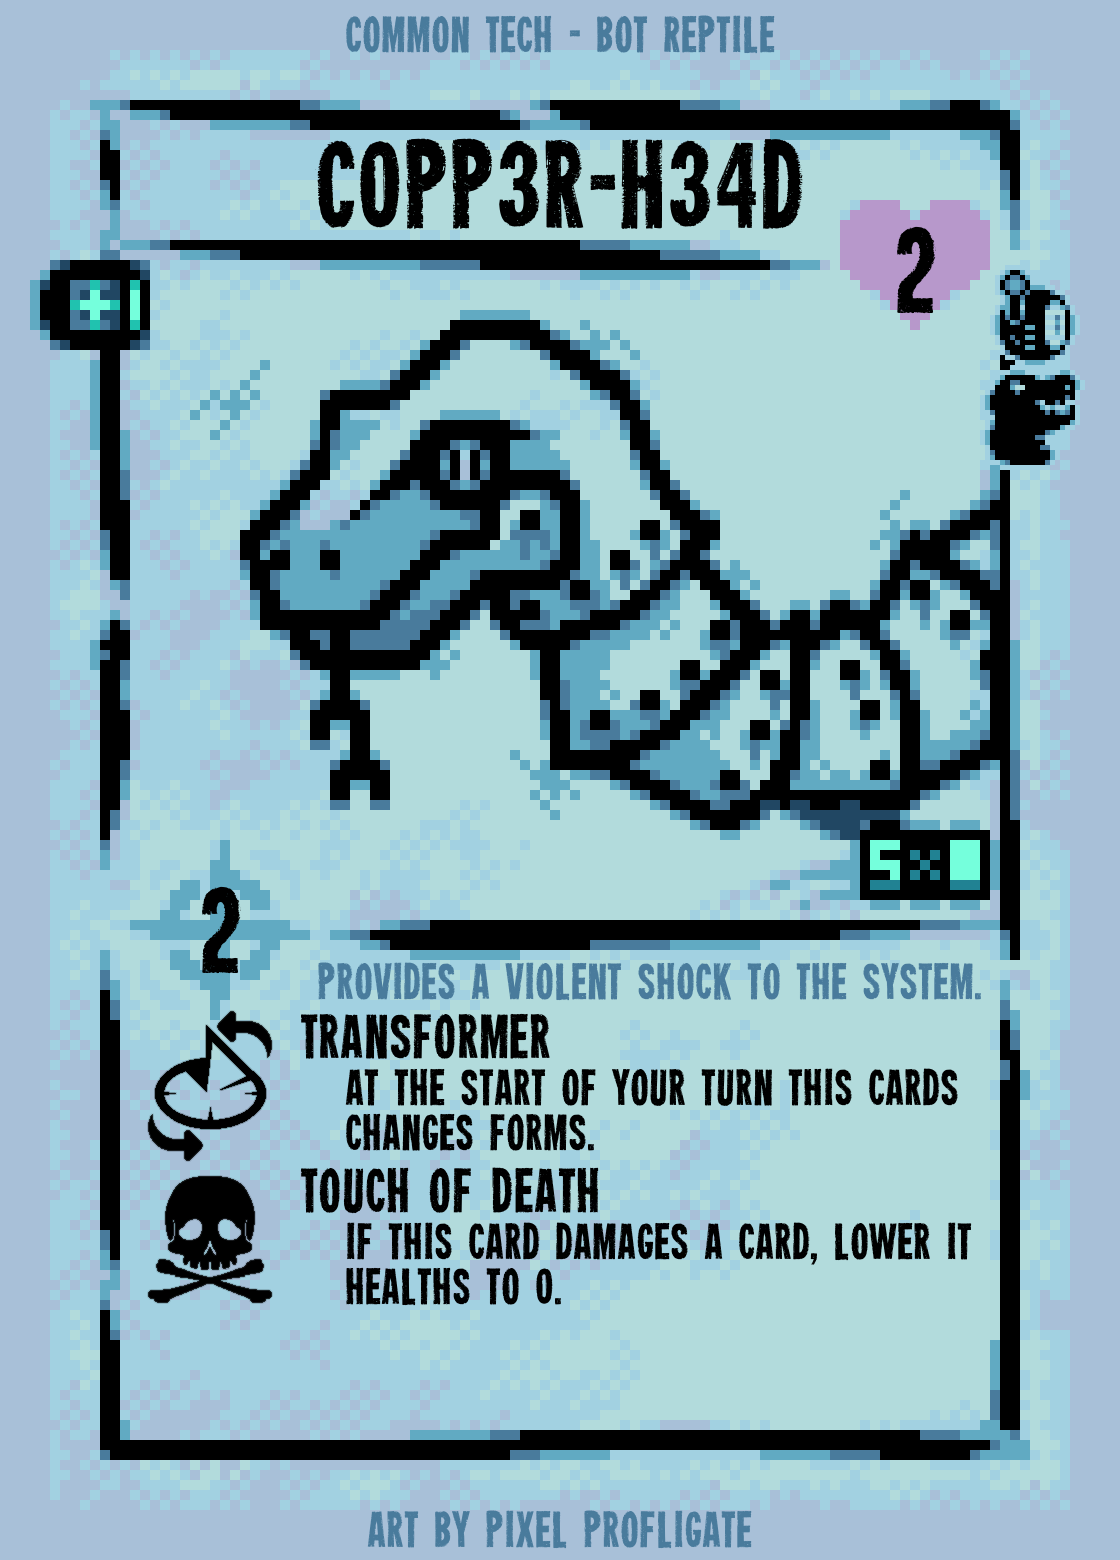 COMMON TECH - BOT REPTILE
C0PP3R-H34D
2
5×
2
PROVIDES A VIOLENT SHOCK TO THE SYSTEM.
TRANSFORMER
AT THE START OF YOUR TURN THIS CARDS
CHANGES FORMS.
TOUCH OF DEATH
IF THIS CARD DAMAGES A CARD, LOWER IT
HEALTHS TO 0.
ART BY PIXEL PROFLIGATE